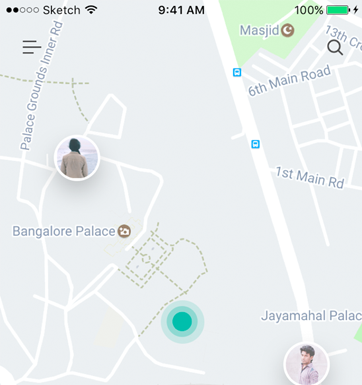 Sketch 9:41 AM 100%
Masjid
13th Cr
Palace Grounds Inner Rd
6th Main Road
1st Main Rd
Bangalore Palace
Jayamahal Palac